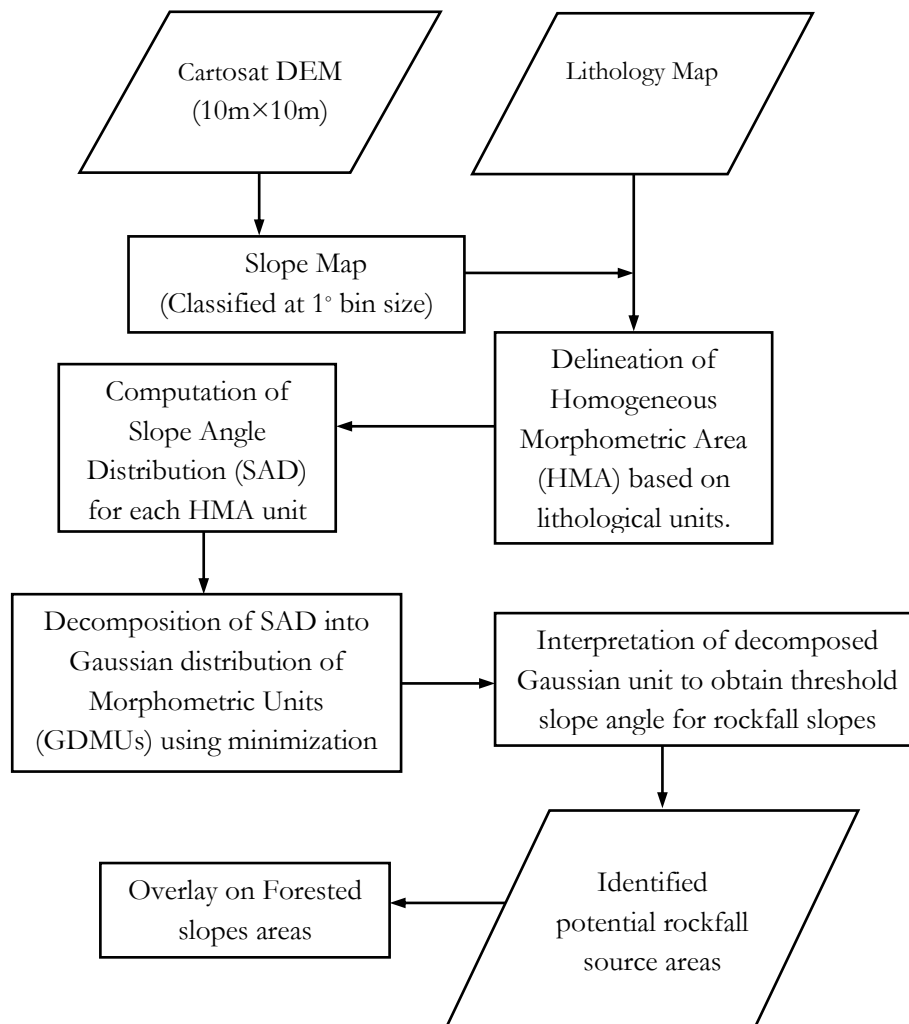 Cartosat DEM
(10m×10m)
Lithology Map
Slope Map
(Classified at 1° bin size)
Delineation of
Homogeneous
Morphometric Area
(HMA) based on
lithological units.
Computation of
Slope Angle
Distribution (SAD)
for each HMA unit
Decomposition of SAD into
Gaussian distribution of
Morphometric Units
(GDMUs) using minimization
Interpretation of decomposed
Gaussian unit to obtain threshold
slope angle for rockfall slopes
Identified
potential rockfall
source areas
Overlay on Forested
slopes areas